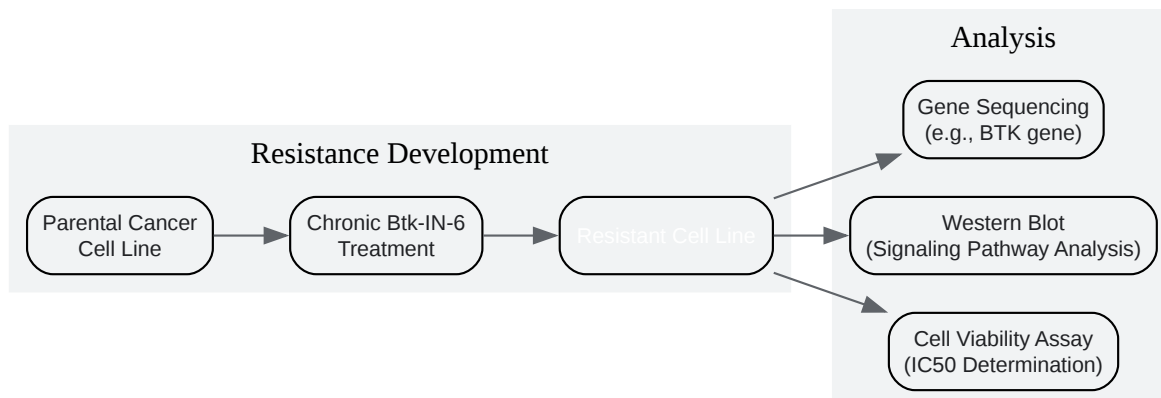 Resistance Development
Parental Cancer
Cell Line
Chronic Btk-IN-6
Treatment
Resistant Cell Line
Analysis
Gene Sequencing
(e.g., BTK gene)
Western Blot
(Signaling Pathway Analysis)
Cell Viability Assay
(IC50 Determination)